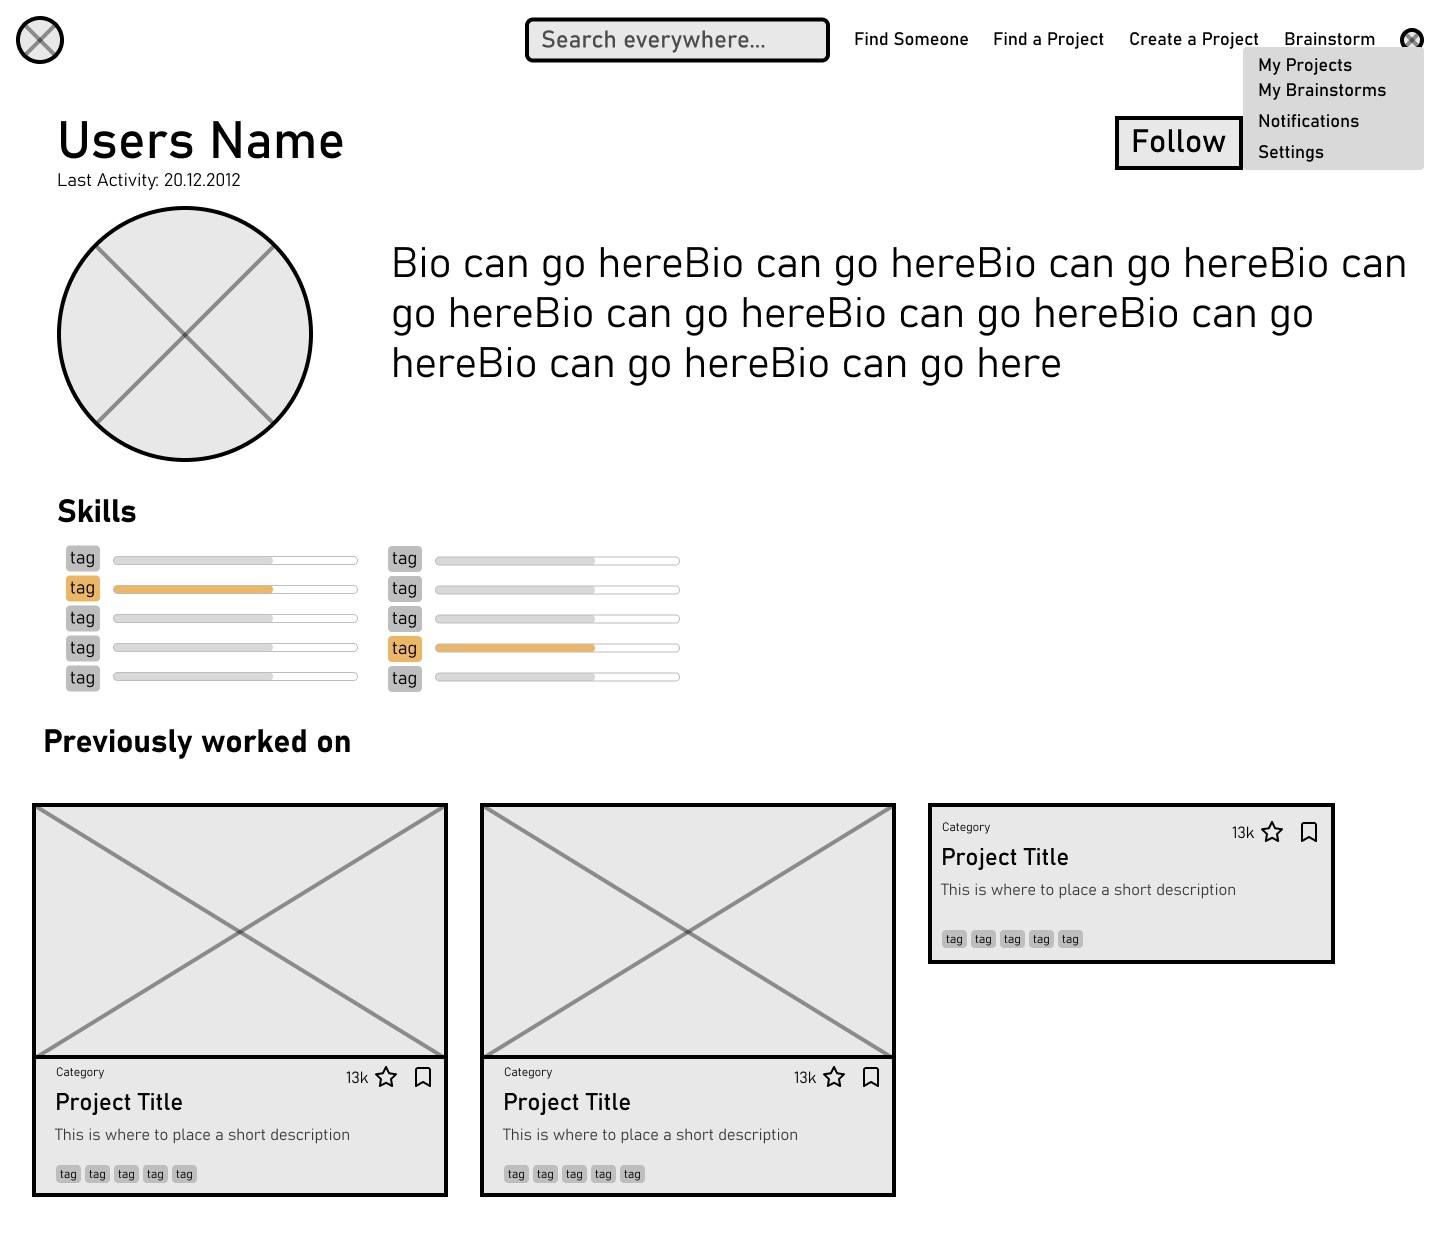 Search everywhere...
Find Someone
Find a Project
Create a Project
Brainstorm
My Projects
My Brainstorms
Notifications
Settings
Users Name
Follow
Last Activity: 20.12.2012
Bio can go hereBio can go hereBio can go hereBio can
go hereBio can go hereBio can go hereBio can go
hereBio can go hereBio can go here
Skills
tag
tag
tag
tag
tag
tag
tag
tag
tag
tag
Previously worked on
Category
13k
Project Title
This is where to place a short description
tag tag tag tag tag
Category
13k
Project Title
This is where to place a short description
tag tag tag tag tag
Category
13k
Project Title
This is where to place a short description
tag tag tag tag tag